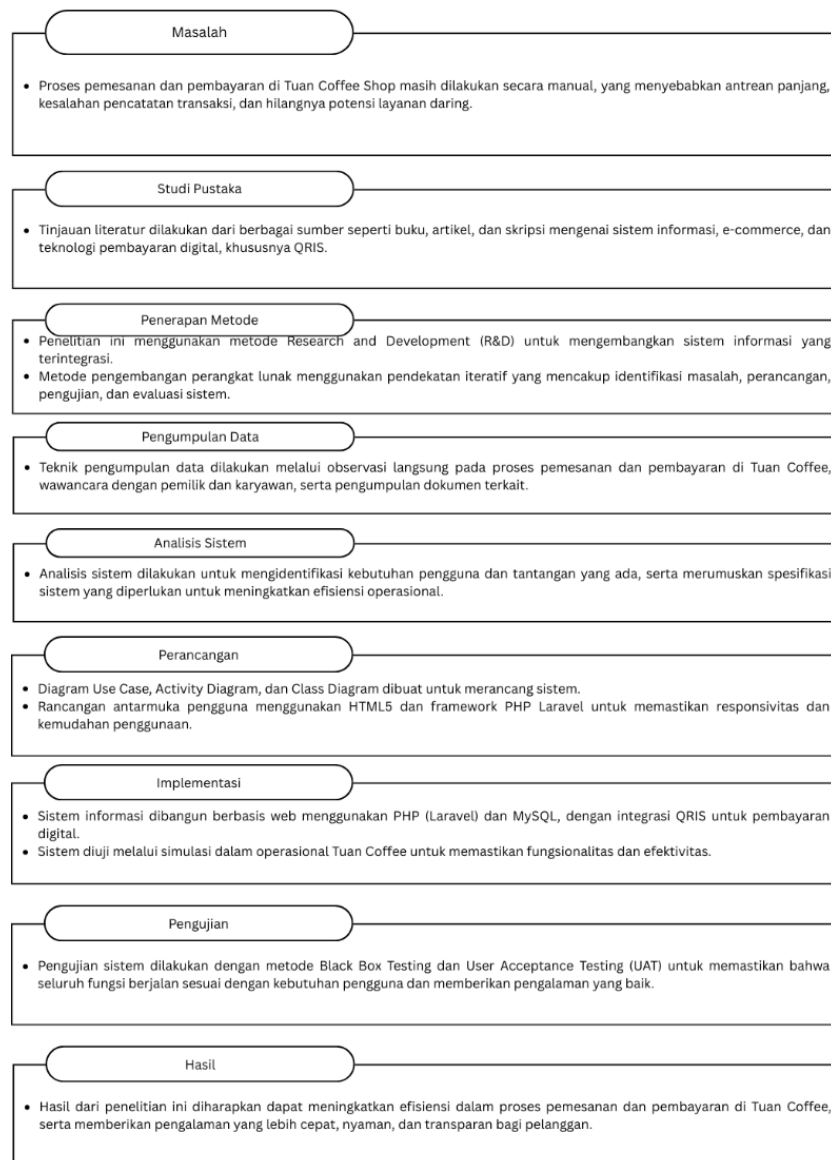 Masalah
• Proses pemesanan dan pembayaran di Tuan Coffee Shop masih dilakukan secara manual, yang menyebabkan antrean panjang,
kesalahan pencatatan transaksi, dan hilangnya potensi layanan daring.
Studi Pustaka
• Tinjauan literatur dilakukan dari berbagai sumber seperti buku, artikel, dan skripsi mengenai sistem informasi, e-commerce, dan
teknologi pembayaran digital, khususnya QRIS.
Penerapan Metode
• Penelitian ini menggunakan metode Research and Development (R&D) untuk mengembangkan sistem informasi yang
terintegrasi.
• Metode pengembangan perangkat lunak menggunakan pendekatan iteratif yang mencakup identifikasi masalah, perancangan,
pengujian, dan evaluasi sistem.
Pengumpulan Data
• Teknik pengumpulan data dilakukan melalui observasi langsung pada proses pemesanan dan pembayaran di Tuan Coffee,
wawancara dengan pemilik dan karyawan, serta pengumpulan dokumen terkait.
Analisis Sistem
• Analisis sistem dilakukan untuk mengidentifikasi kebutuhan pengguna dan tantangan yang ada, serta merumuskan spesifikasi
sistem yang diperlukan untuk meningkatkan efisiensi operasional.
Perancangan
• Diagram Use Case, Activity Diagram, dan Class Diagram dibuat untuk merancang sistem.
• Rancangan antarmuka pengguna menggunakan HTML5 dan framework PHP Laravel untuk memastikan responsivitas dan
kemudahan penggunaan.
Implementasi
• Sistem informasi dibangun berbasis web menggunakan PHP (Laravel) dan MySQL, dengan integrasi QRIS untuk pembayaran
digital.
• Sistem diuji melalui simulasi dalam operasional Tuan Coffee untuk memastikan fungsionalitas dan efektivitas.
Pengujian
• Pengujian sistem dilakukan dengan metode Black Box Testing dan User Acceptance Testing (UAT) untuk memastikan bahwa
seluruh fungsi berjalan sesuai dengan kebutuhan pengguna dan memberikan pengalaman yang baik.
Hasil
• Hasil dari penelitian ini diharapkan dapat meningkatkan efisiensi dalam proses pemesanan dan pembayaran di Tuan Coffee,
serta memberikan pengalaman yang lebih cepat, nyaman, dan transparan bagi pelanggan.